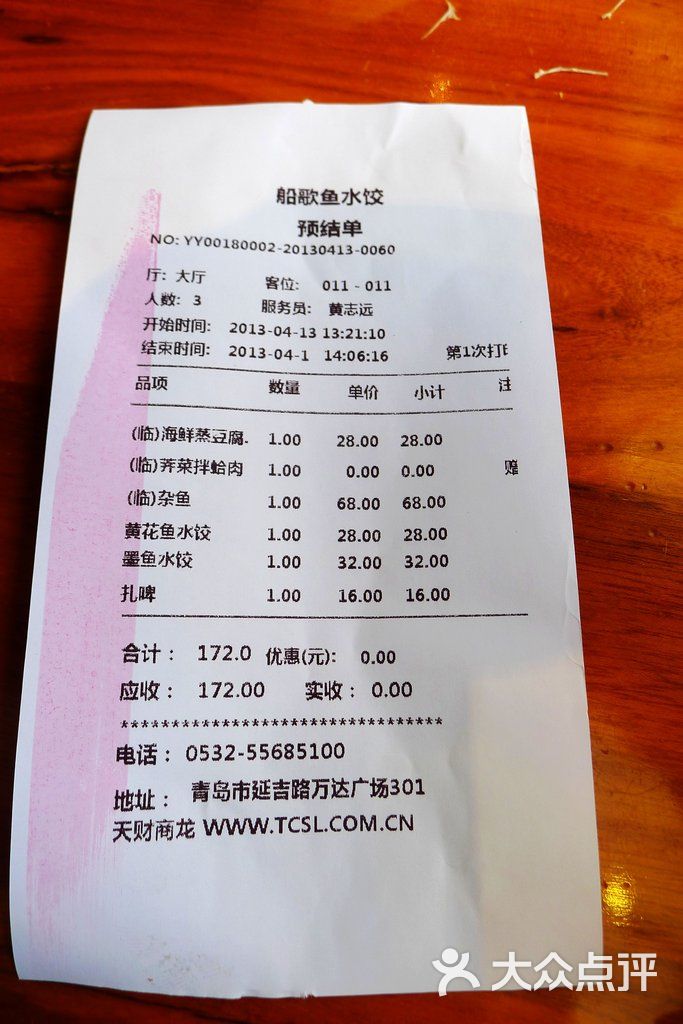 船歌鱼水饺
预结单
NO: YY00180002-20130413-0060
厅: 大厅 客位: 011 - 011
人数: 3 服务员: 黄志远
开始时间: 2013-04-13 13:21:10
结束时间: 2013-04-1 14:06:16 第1次打
品项 数量 单价 小计 注
(临)海鲜蒸豆腐. 1.00 28.00 28.00
(临)荠菜拌蛤肉 1.00 0.00 0.00
(临)杂鱼 1.00 68.00 68.00
黄花鱼水饺 1.00 28.00 28.00
墨鱼水饺 1.00 32.00 32.00
扎啤 1.00 16.00 16.00
合计: 172.0 优惠(元): 0.00
应收: 172.00 实收: 0.00
********************************
电话: 0532-55685100
地址: 青岛市延吉路万达广场301
天财商龙 WWW.TCSL.COM.CN
大众点评